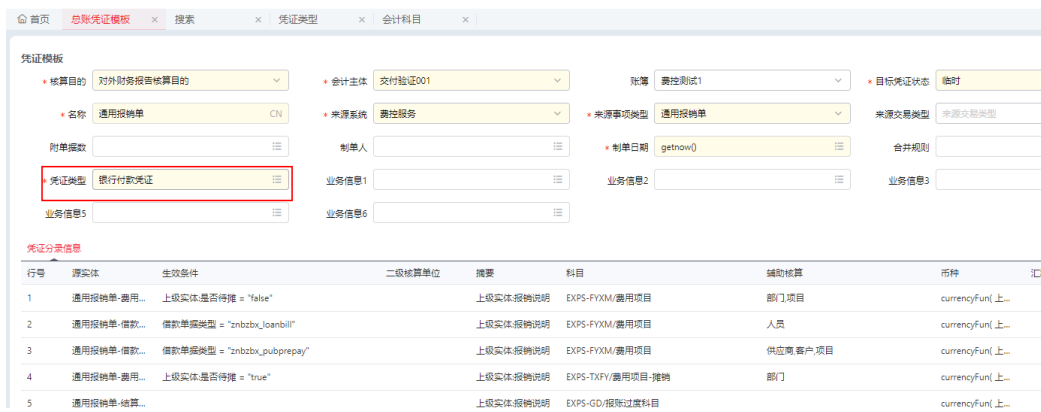 首页 总账凭证模板 × 搜索 × 凭证类型 × 会计科目 ×
凭证模板
* 核算目的 对外财务报告核算目的 * 会计主体 交付验证001 账簿 费控测试1 * 目标凭证状态 临时
* 名称 通用报销单 CN * 来源系统 费控服务 * 来源事项类型 通用报销单 来源交易类型 来源交易类型
附单据数 制单人 * 制单日期 getnow() 合并规则
* 凭证类型 银行付款凭证 业务信息1 业务信息2 业务信息3
业务信息5 业务信息6
凭证分录信息
行号 源实体 生效条件 二级核算单位 摘要 科目 辅助核算 币种
1 通用报销单-费用... 上级实体:是否待摊 = "false" 上级实体:报销说明 EXPS-FYXM/费用项目 部门,项目 currencyFun( 上...
2 通用报销单-借款... 借款单据类型 = "znbzbx_loanbill" 上级实体:报销说明 EXPS-FYXM/费用项目 人员 currencyFun( 上...
3 通用报销单-借款... 借款单据类型 = "znbzbx_pubprepay" 上级实体:报销说明 EXPS-FYXM/费用项目 供应商,客户,项目 currencyFun( 上...
4 通用报销单-费用... 上级实体:是否待摊 = "true" 上级实体:报销说明 EXPS-TXFY/费用项目-摊销 部门 currencyFun( 上...
5 通用报销单-结算... 上级实体:报销说明 EXPS-GD/报账过度科目 currencyFun( 上...